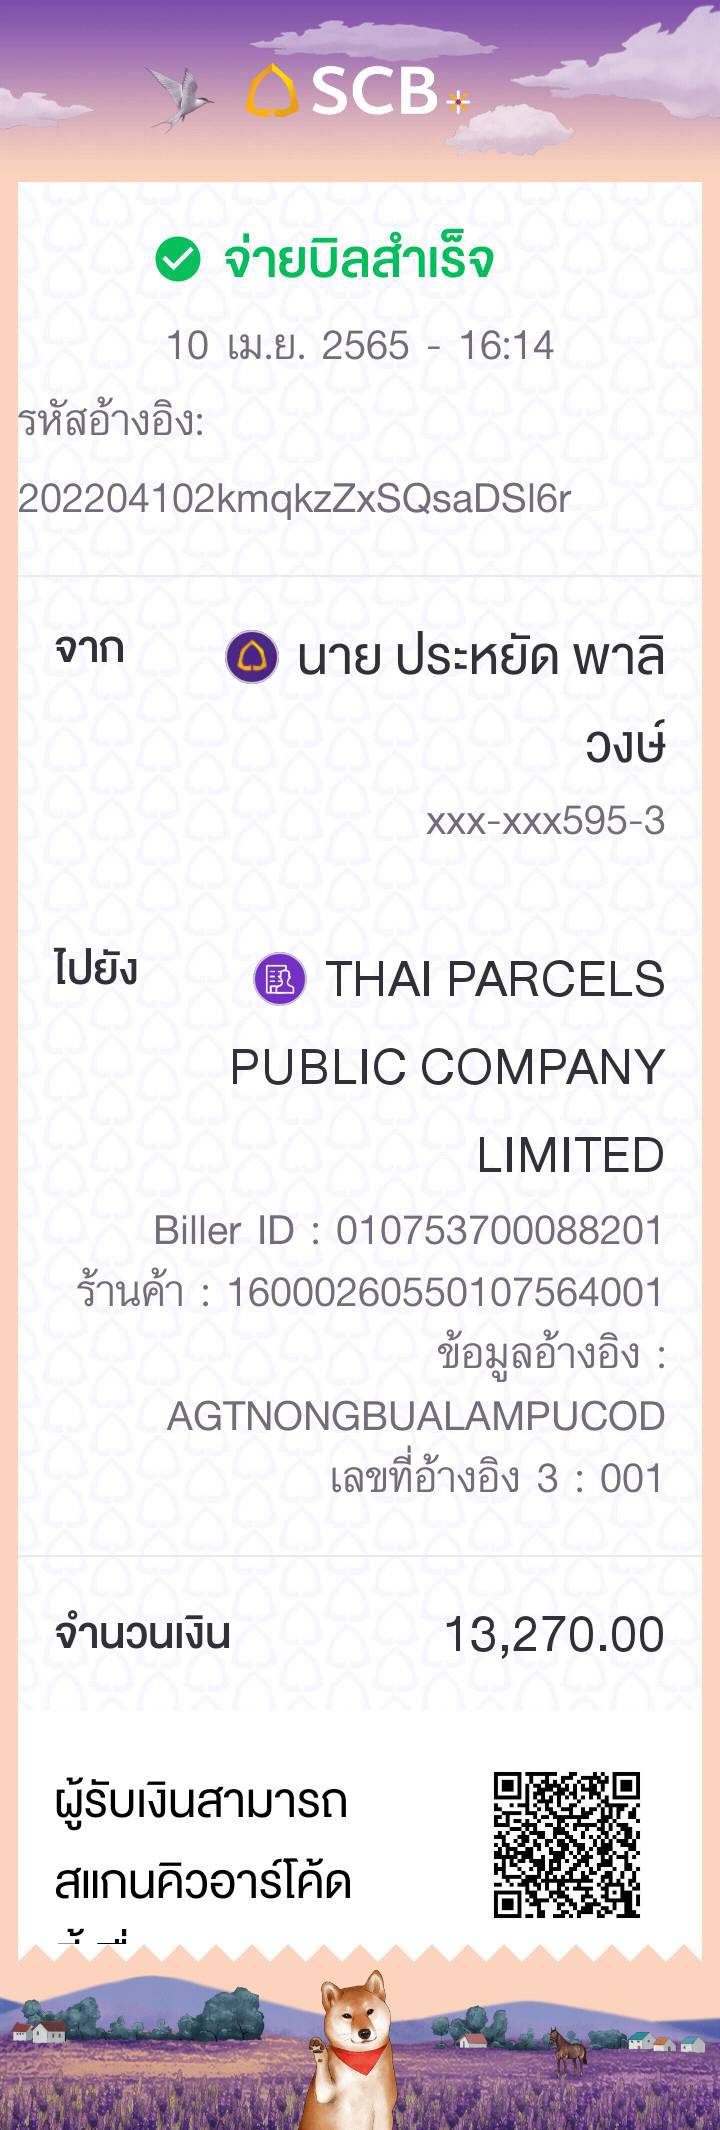 SCB
จ่ายบิลสำเร็จ
10 เม.ย. 2565 - 16:14
รหัสอ้างอิง:
202204102kmqkzZxSQsaDSl6r
จาก
นาย ประหยัด พาลิ
วงษ์
xxx-xxx595-3
ไปยัง
THAI PARCELS
PUBLIC COMPANY
LIMITED
Biller ID : 010753700088201
ร้านค้า : 16000260550107564001
ข้อมูลอ้างอิง :
AGTNONGBUALAMPUCOD
เลขที่อ้างอิง 3 : 001
จำนวนเงิน 13,270.00
ผู้รับเงินสามารถ
สแกนคิวอาร์โค้ด